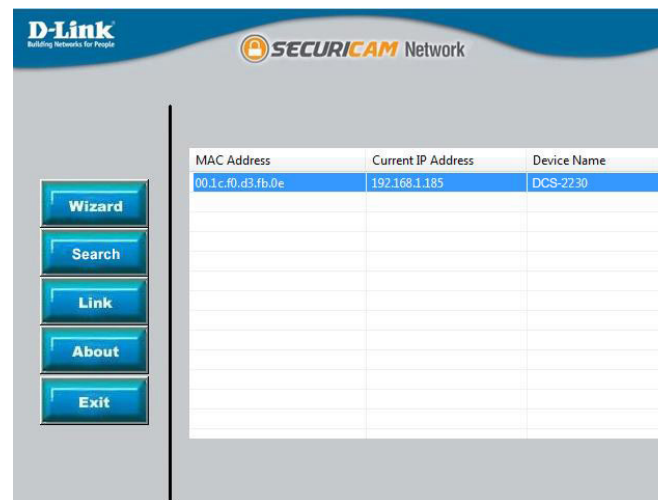 D-Link
Building Networks for People
SECURICAM Network
MAC Address Current IP Address Device Name
00.1c.f0.d3.fb.0e 192.168.1.185 DCS-2230
Wizard
Search
Link
About
Exit